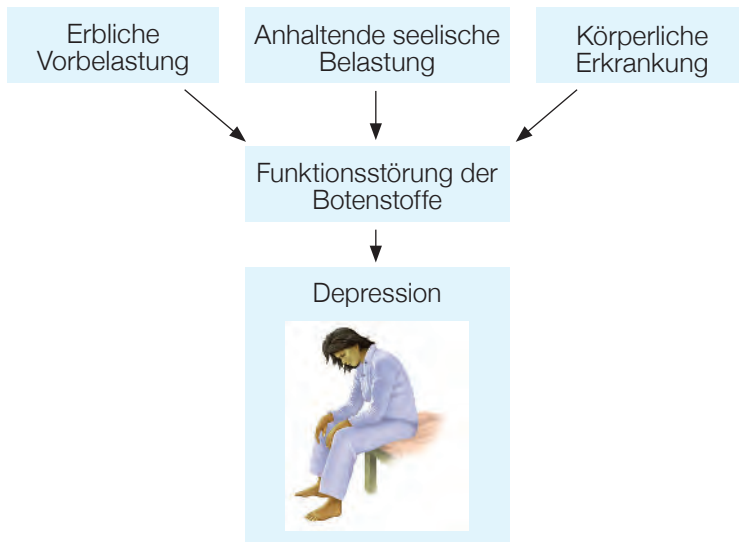 Erbliche
Vorbelastung
Anhaltende seelische
Belastung
Körperliche
Erkrankung
Funktionsstörung der
Botenstoffe
Depression